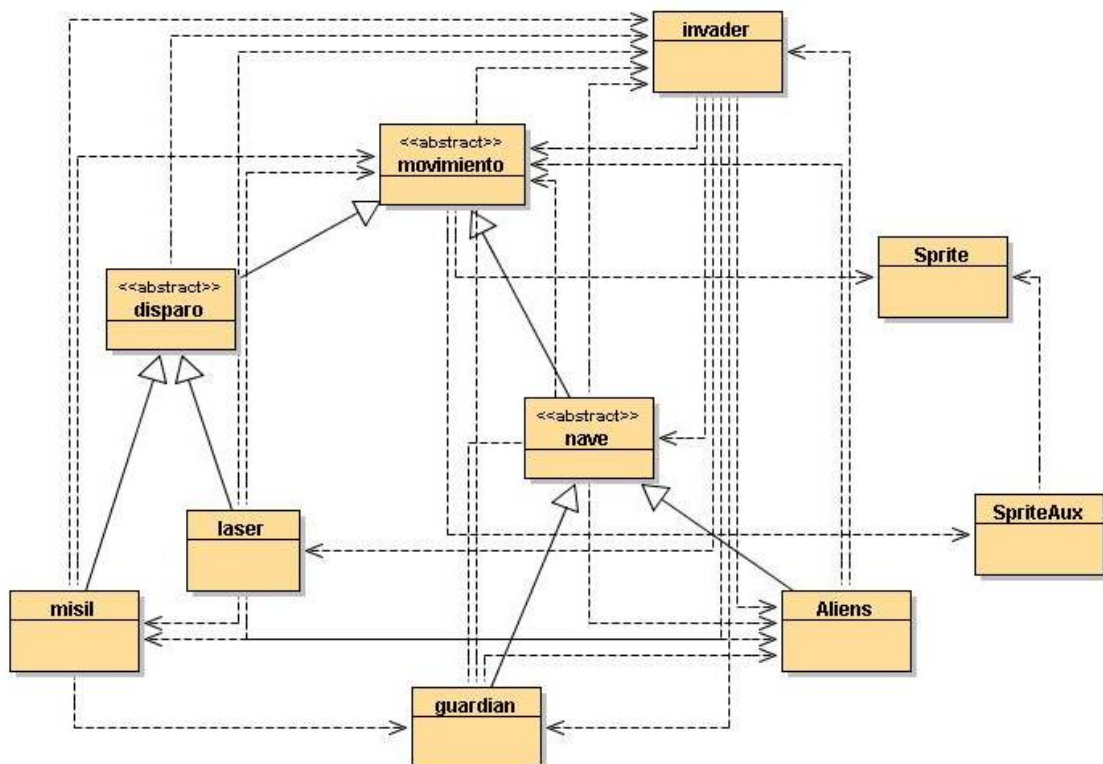 invader
<<abstract>>
movimiento
Sprite
<<abstract>>
disparo
<<abstract>>
nave
SpriteAux
laser
misil
Aliens
guardian